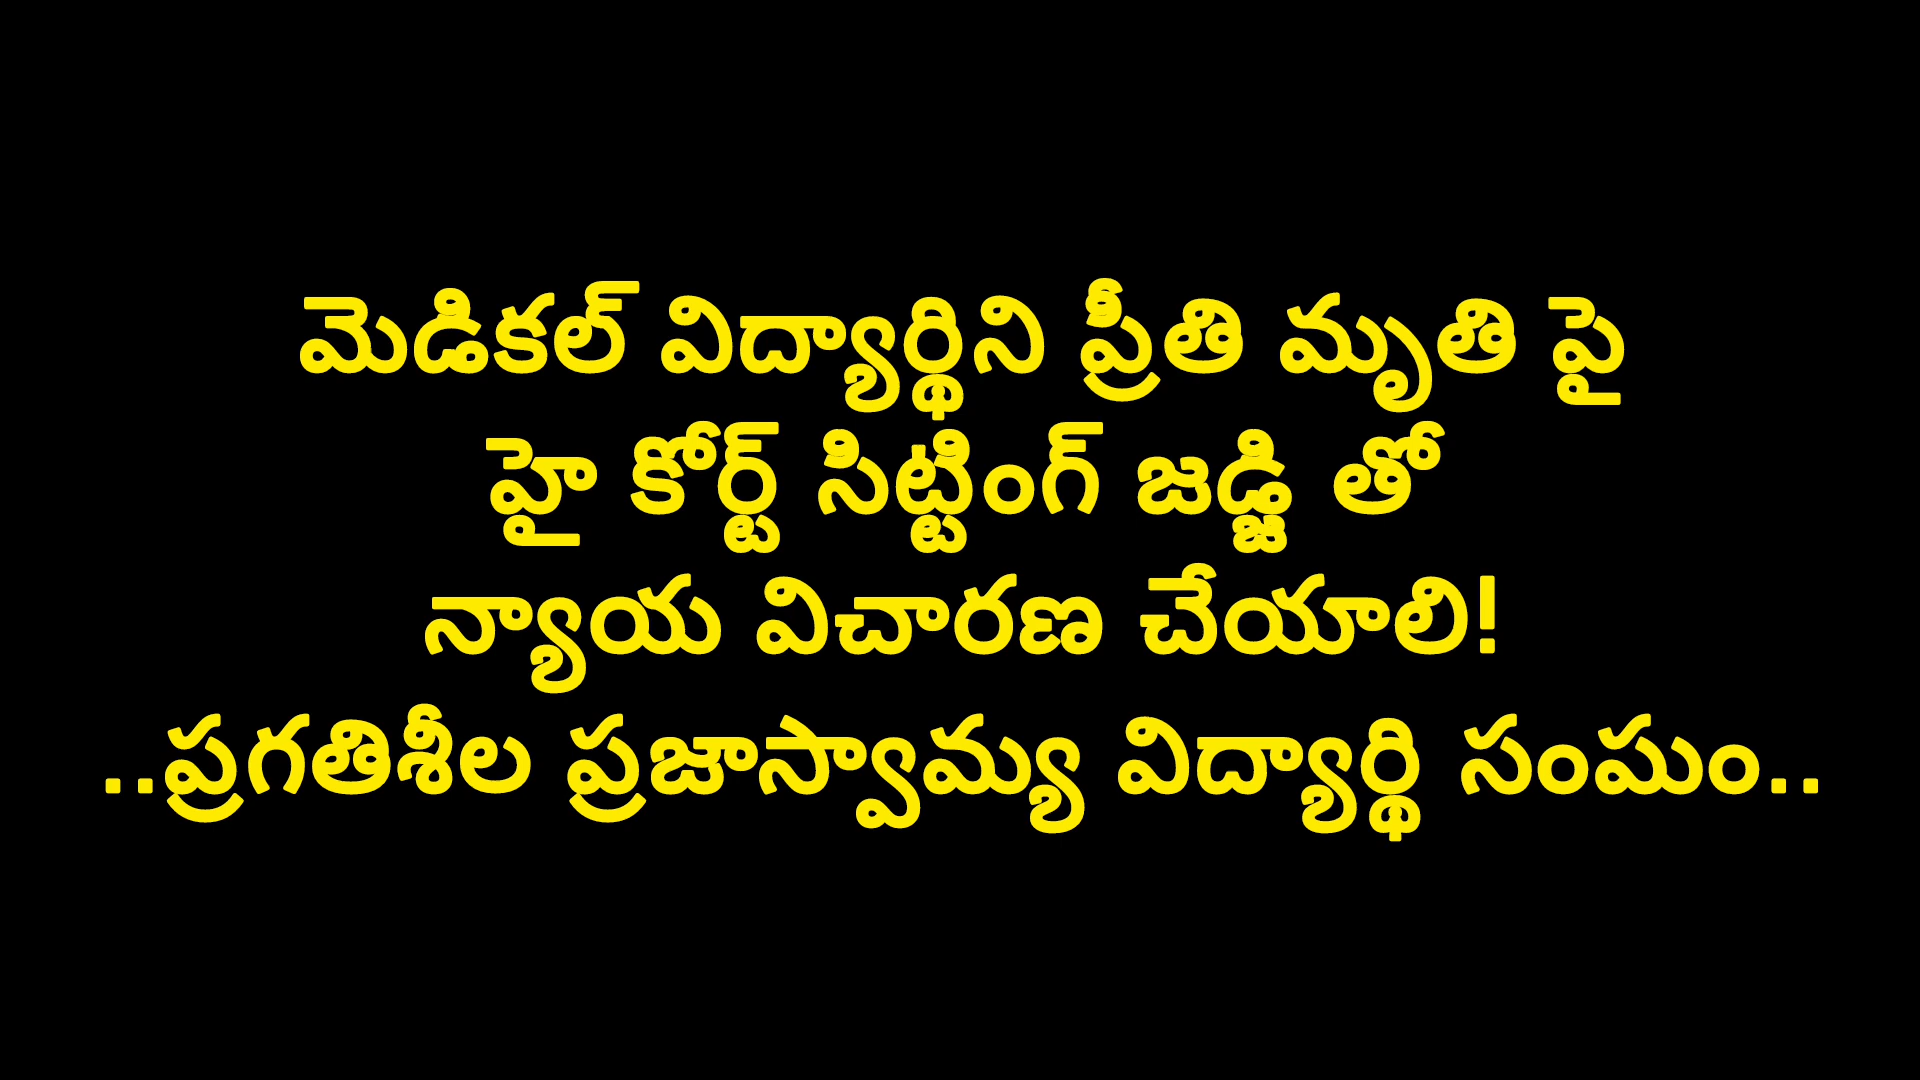 మెడికల్ విద్యార్థిని ప్రీతి మృతి పై
హై కోర్ట్ సిట్టింగ్ జడ్జి తో
న్యాయ విచారణ చేయాలి!
..ప్రగతిశీల ప్రజాస్వామ్య విద్యార్థి సంఘం..